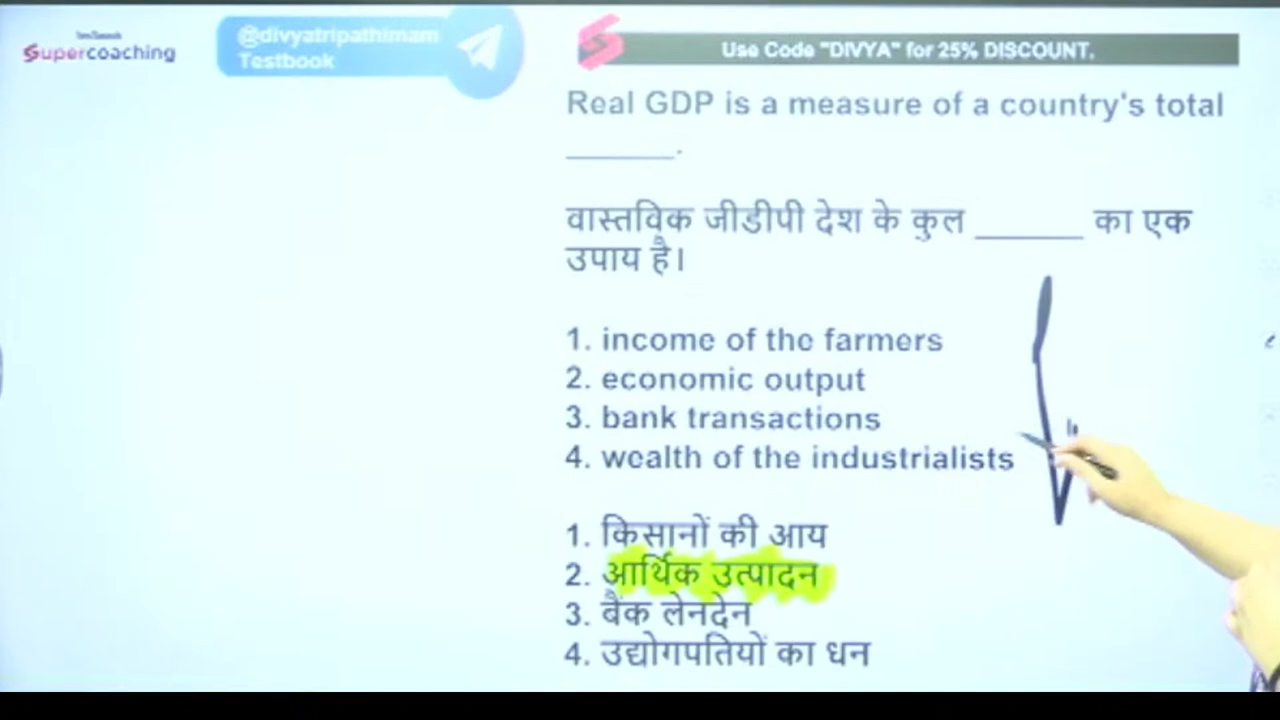 Supercoaching
@divyatripathimam
Testbook
Use Code "DIVYA" for 25% DISCOUNT.
Real GDP is a measure of a country's total
______.
वास्तविक जीडीपी देश के कुल ______ का एक
उपाय है।
1. income of the farmers
2. economic output
3. bank transactions
4. wealth of the industrialists
1. किसानों की आय
2. आर्थिक उत्पादन
3. बैंक लेनदेन
4. उद्योगपतियों का धन